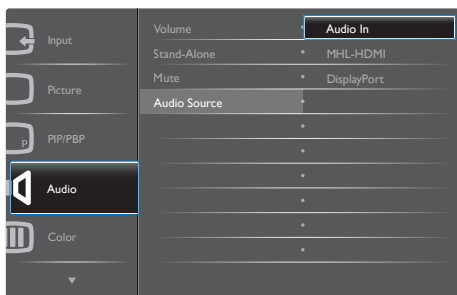 Input
Picture
P
PIP/PBP
Audio
Color
Volume
Stand-Alone
Mute
Audio Source
Audio In
MHL-HDMI
DisplayPort